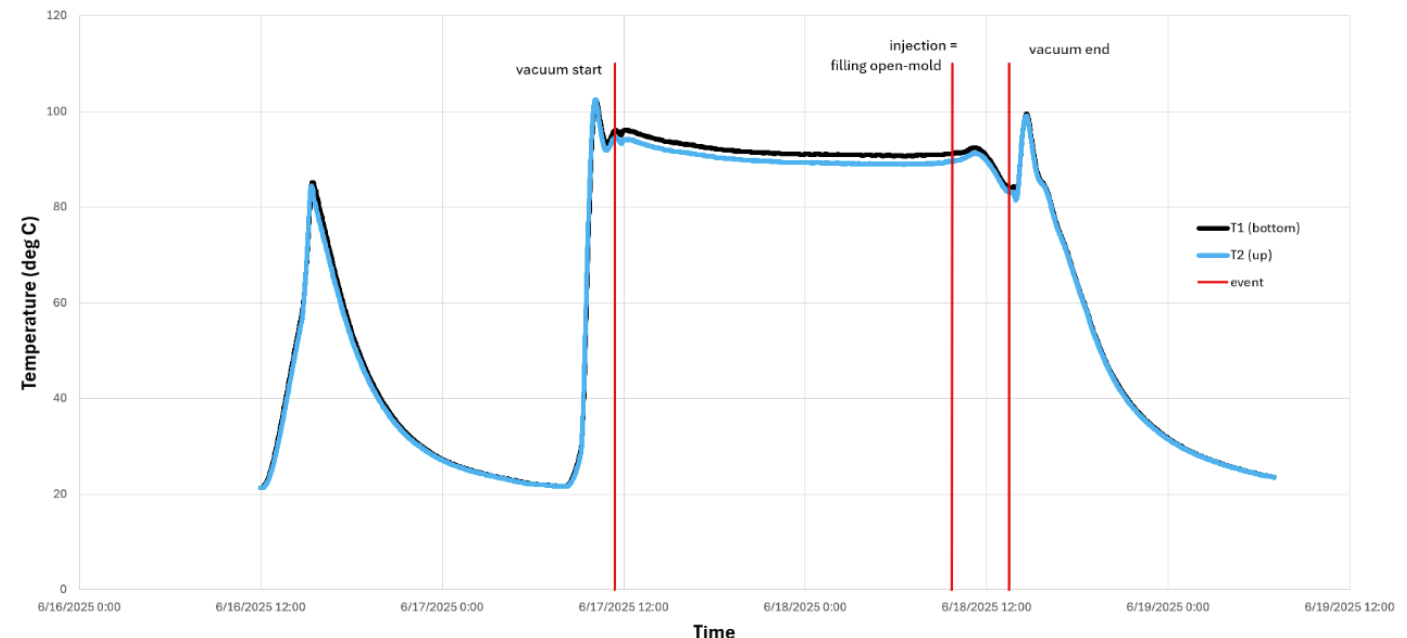 120
100
80
60
40
20
0
Temperature (deg C)
vacuum start
injection =
filling open-mold
vacuum end
T1 (bottom)
T2 (up)
event
6/16/2025 0:00
6/16/2025 12:00
6/17/2025 0:00
6/17/2025 12:00
6/18/2025 0:00
6/18/2025 12:00
6/19/2025 0:00
6/19/2025 12:00
Time